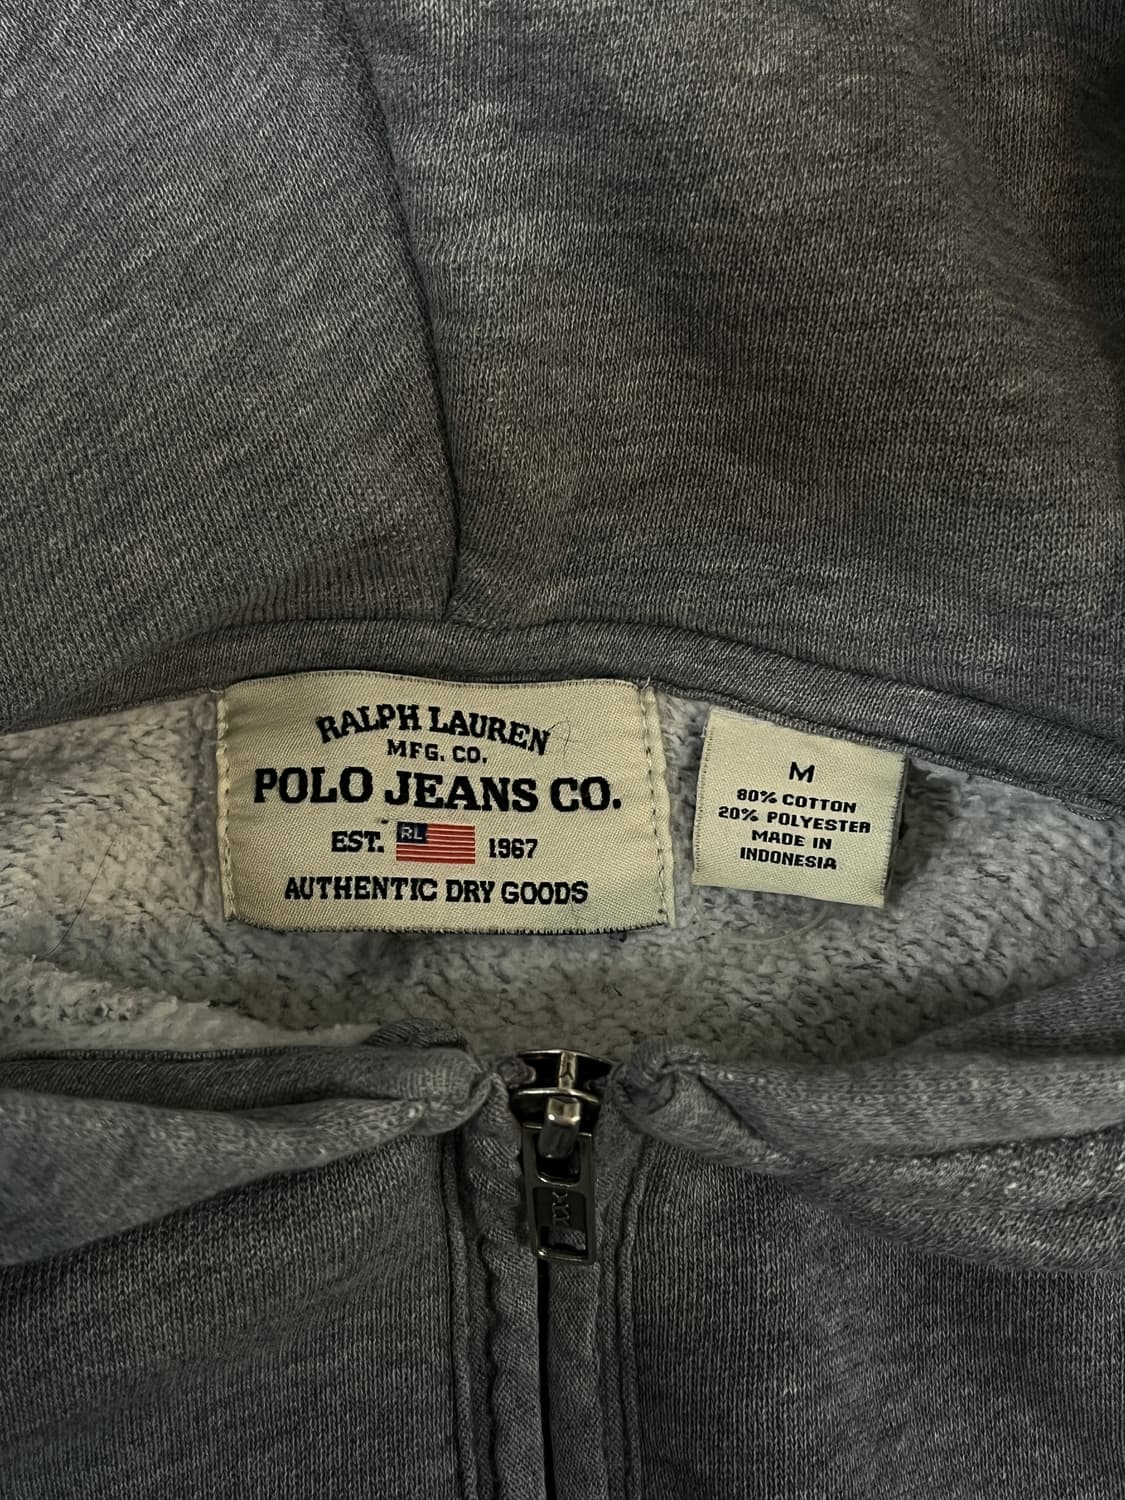 RALPH LAUREN
MFG. CO.
POLO JEANS CO.
EST. RL 1967
AUTHENTIC DRY GOODS
M
80% COTTON
20% POLYESTER
MADE IN
INDONESIA